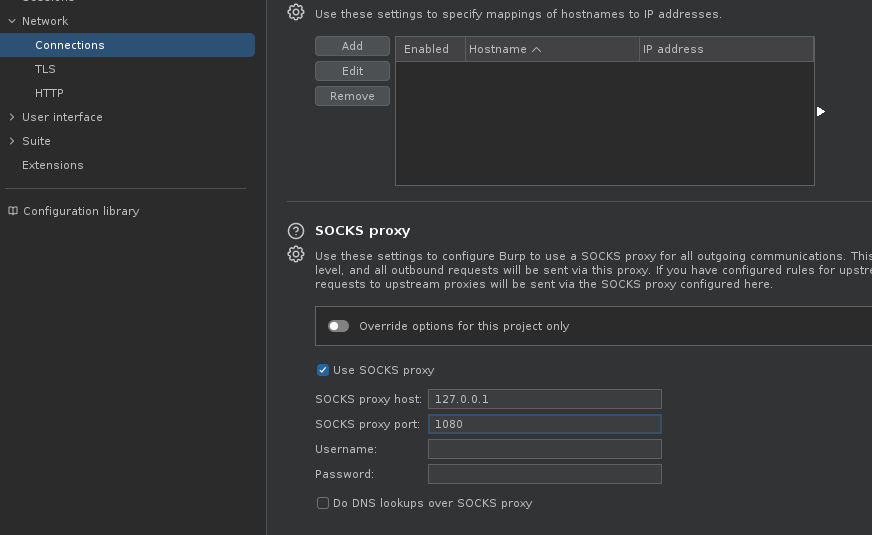 Network
Connections
TLS
HTTP
User interface
Suite
Extensions
Configuration library
Use these settings to specify mappings of hostnames to IP addresses.
Add
Edit
Remove
Enabled
Hostname
IP address
SOCKS proxy
Use these settings to configure Burp to use a SOCKS proxy for all outgoing communications. This
level, and all outbound requests will be sent via this proxy. If you have configured rules for
requests to upstream proxies will be sent via the SOCKS proxy configured here.
Override options for this project only
Use SOCKS proxy
SOCKS proxy host: 127.0.0.1
SOCKS proxy port: 1080
Username:
Password:
Do DNS lookups over SOCKS proxy